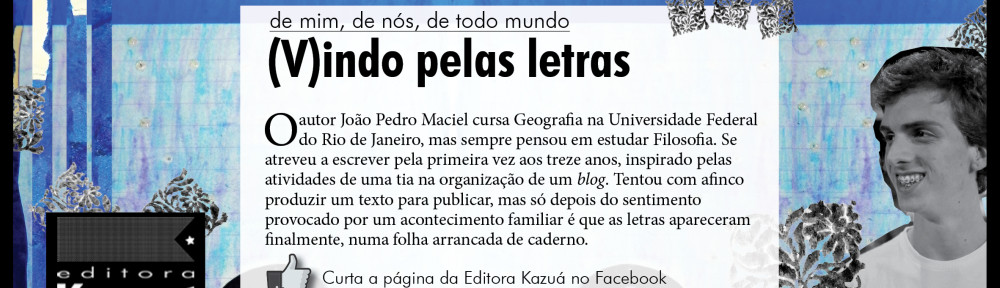 de mim, de nós, de todo mundo
(V)indo pelas letras
O autor João Pedro Maciel cursa Geografia na Universidade Federal
do Rio de Janeiro, mas sempre pensou em estudar Filosofia. Se
atreveu a escrever pela primeira vez aos treze anos, inspirado pelas
atividades de uma tia na organização de um blog. Tentou com afinco
produzir um texto para publicar, mas só depois do sentimento
provocado por um acontecimento familiar é que as letras apareceram
finalmente, numa folha arrancada de caderno.
editora
Curta a página da Editora Kazuá no Facebook